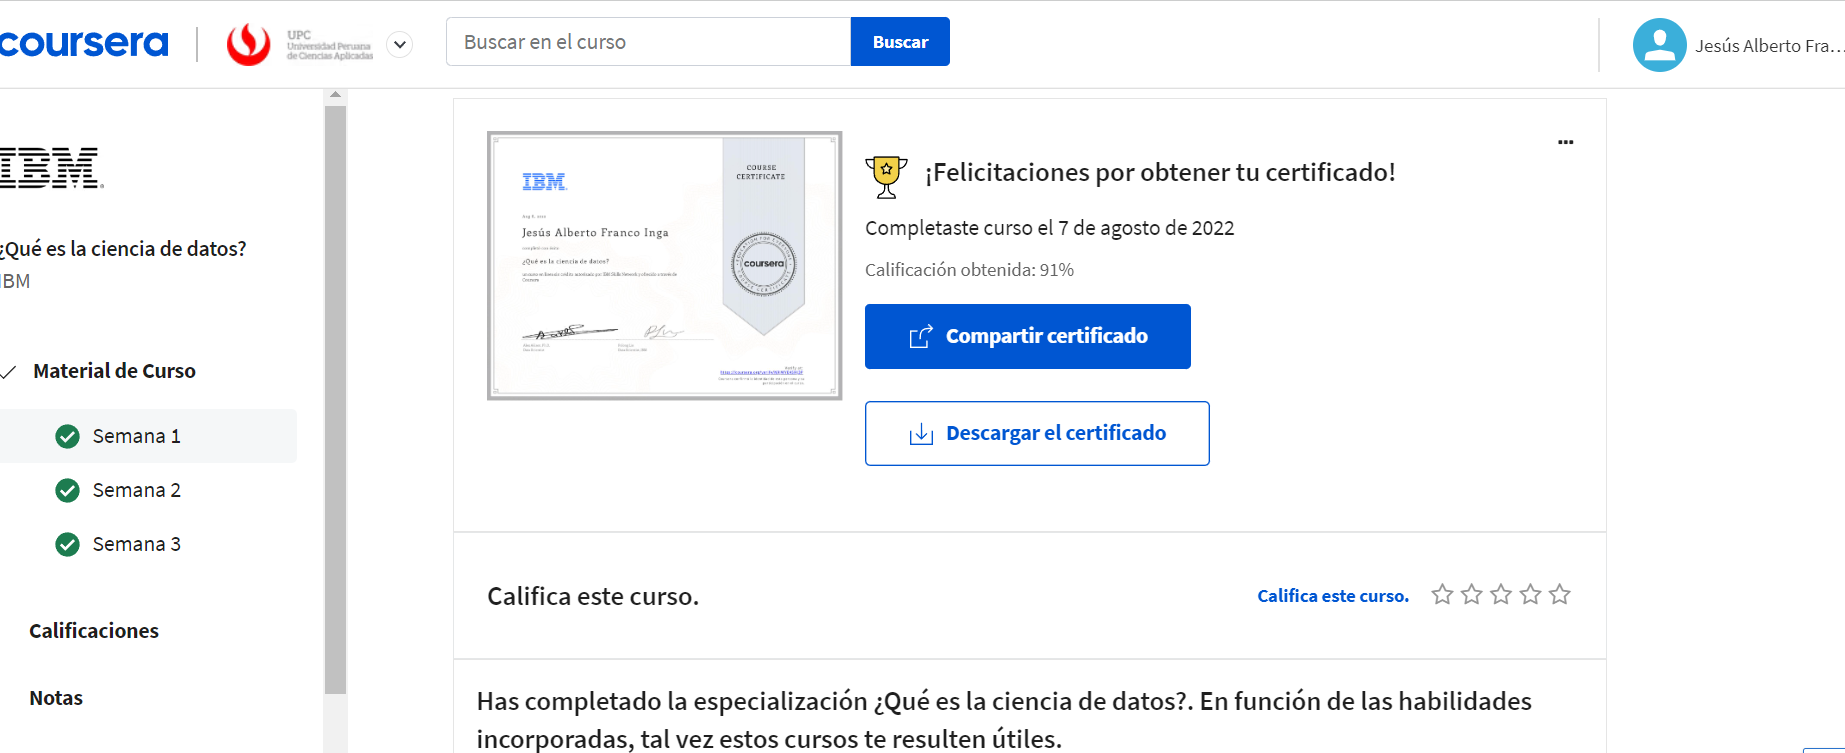 coursera
UPC
Universidad Peruana
de Ciencias Aplicadas
Buscar en el curso
Buscar
Jesús Alberto Fra...
IBM
¿Qué es la ciencia de datos?
IBM
Material de Curso
Semana 1
Semana 2
Semana 3
Calificaciones
Notas
IBM
COURSE
CERTIFICATE
Jesús Alberto Franco Inga
¿Qué es la ciencia de datos?
coursera
¡Felicitaciones por obtener tu certificado!
Completaste curso el 7 de agosto de 2022
Calificación obtenida: 91%
Compartir certificado
Descargar el certificado
Califica este curso.
Califica este curso.
Has completado la especialización ¿Qué es la ciencia de datos?. En función de las habilidades
incorporadas, tal vez estos cursos te resulten útiles.